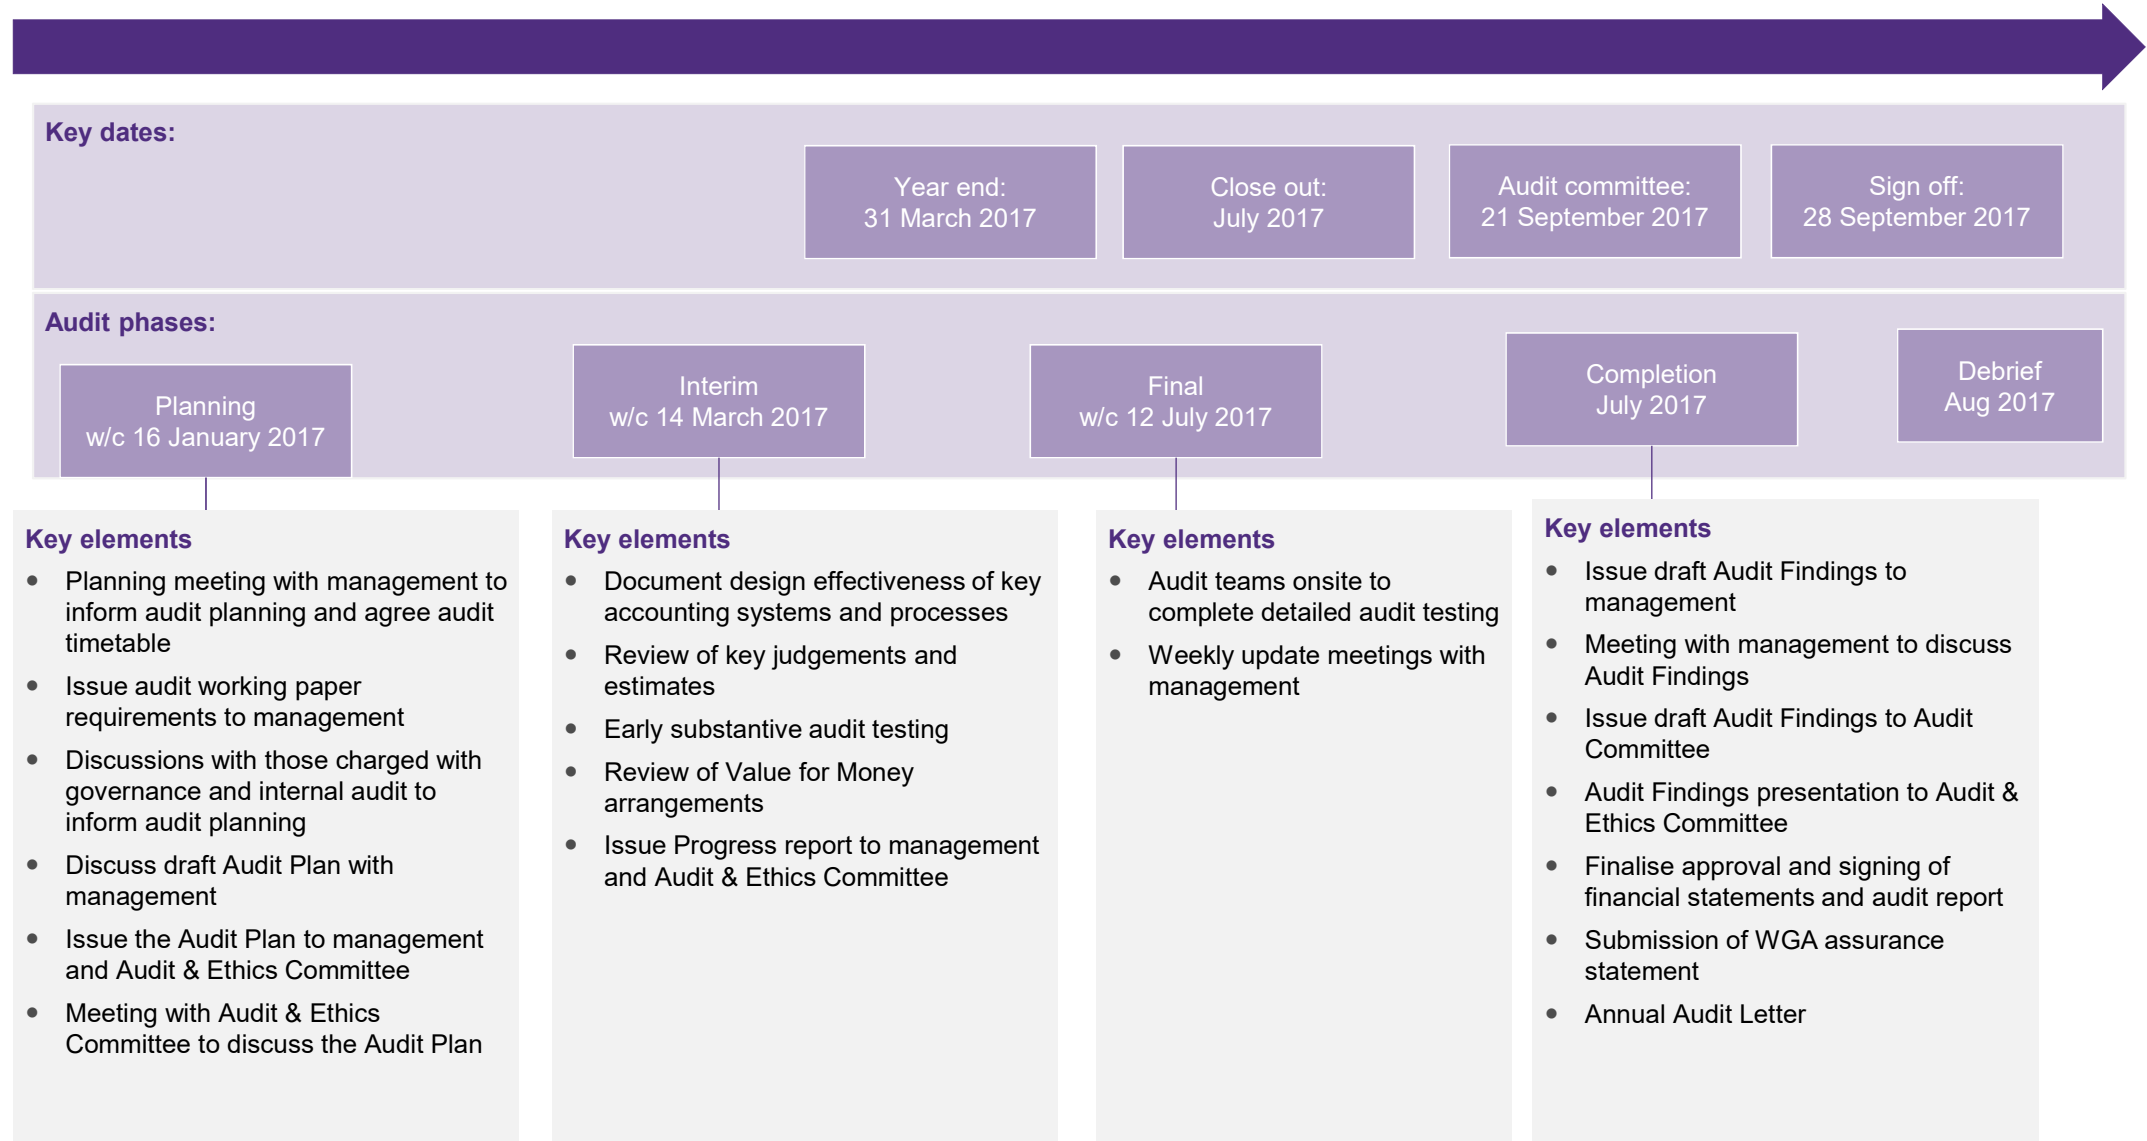 Key dates:
Year end:
31 March 2017
Close out:
July 2017
Audit committee:
21 September 2017
Sign off:
28 September 2017
Audit phases:
Planning
w/c 16 January 2017
Interim
w/c 14 March 2017
Final
w/c 12 July 2017
Completion
July 2017
Debrief
Aug 2017
Key elements
• Planning meeting with management to
inform audit planning and agree audit
timetable
• Issue audit working paper
requirements to management
• Discussions with those charged with
governance and internal audit to
inform audit planning
• Discuss draft Audit Plan with
management
• Issue the Audit Plan to management
and Audit & Ethics Committee
• Meeting with Audit & Ethics
Committee to discuss the Audit Plan
Key elements
• Document design effectiveness of key
accounting systems and processes
• Review of key judgements and
estimates
• Early substantive audit testing
• Review of Value for Money
arrangements
• Issue Progress report to management
and Audit & Ethics Committee
Key elements
• Audit teams onsite to
complete detailed audit testing
• Weekly update meetings with
management
Key elements
• Issue draft Audit Findings to
management
• Meeting with management to discuss
Audit Findings
• Issue draft Audit Findings to Audit
Committee
• Audit Findings presentation to Audit &
Ethics Committee
• Finalise approval and signing of
financial statements and audit report
• Submission of WGA assurance
statement
• Annual Audit Letter